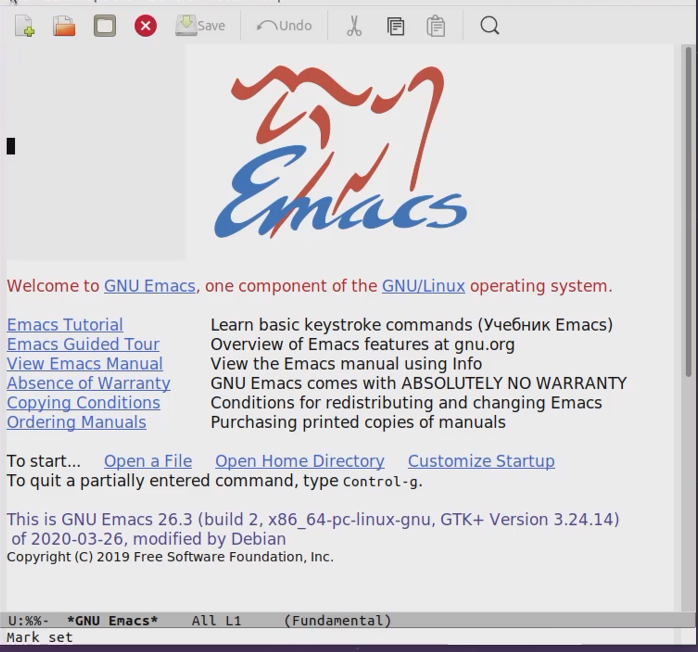 Save Undo
Emacs
Welcome to GNU Emacs, one component of the GNU/Linux operating system.
Emacs Tutorial Learn basic keystroke commands (Учебник Emacs)
Emacs Guided Tour Overview of Emacs features at gnu.org
View Emacs Manual View the Emacs manual using Info
Absence of Warranty GNU Emacs comes with ABSOLUTELY NO WARRANTY
Copying Conditions Conditions for redistributing and changing Emacs
Ordering Manuals Purchasing printed copies of manuals
To start... Open a File Open Home Directory Customize Startup
To quit a partially entered command, type control-g.
This is GNU Emacs 26.3 (build 2, x86_64-pc-linux-gnu, GTK+ Version 3.24.14)
of 2020-03-26, modified by Debian
Copyright (C) 2019 Free Software Foundation, Inc.
U:%%- *GNU Emacs* All L1 (Fundamental)
Mark set